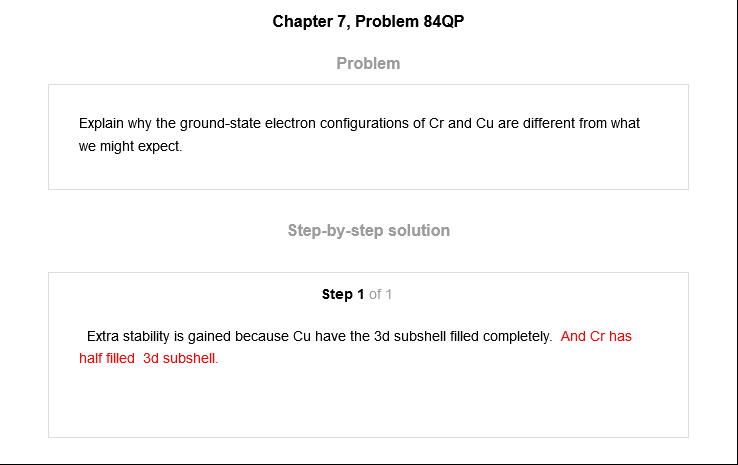 Chapter 7, Problem 84QP
Problem
Explain why the ground-state electron configurations of Cr and Cu are different from what
we might expect.
Step-by-step solution
Step 1 of 1
Extra stability is gained because Cu have the 3d subshell filled completely. And Cr has
half filled 3d subshell.